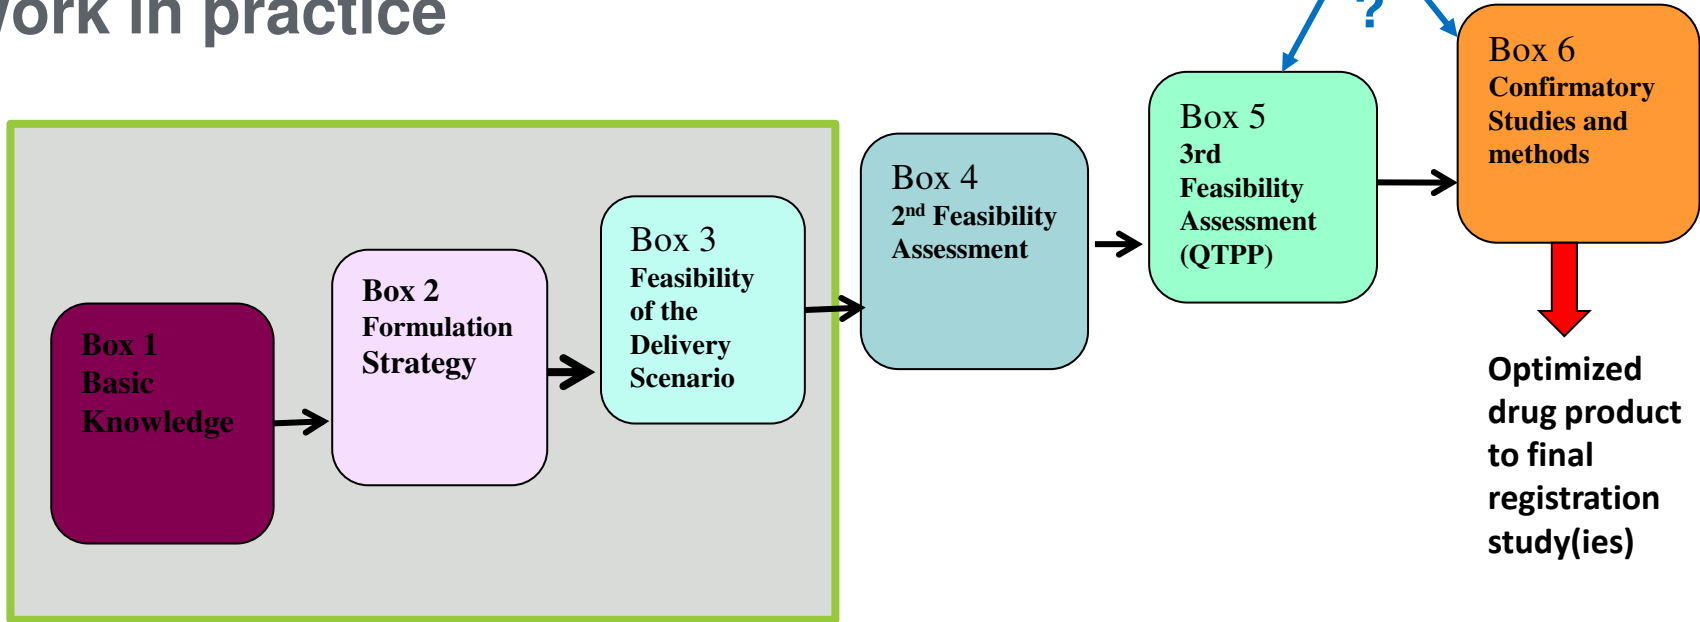 work in practice
?
Box 1
Basic
Knowledge
Box 2
Formulation
Strategy
Box 3
Feasibility
of the
Delivery
Scenario
Box 4
2nd Feasibility
Assessment
Box 5
3rd
Feasibility
Assessment
(QTPP)
Box 6
Confirmatory
Studies and
methods
Optimized
drug product
to final
registration
study(ies)